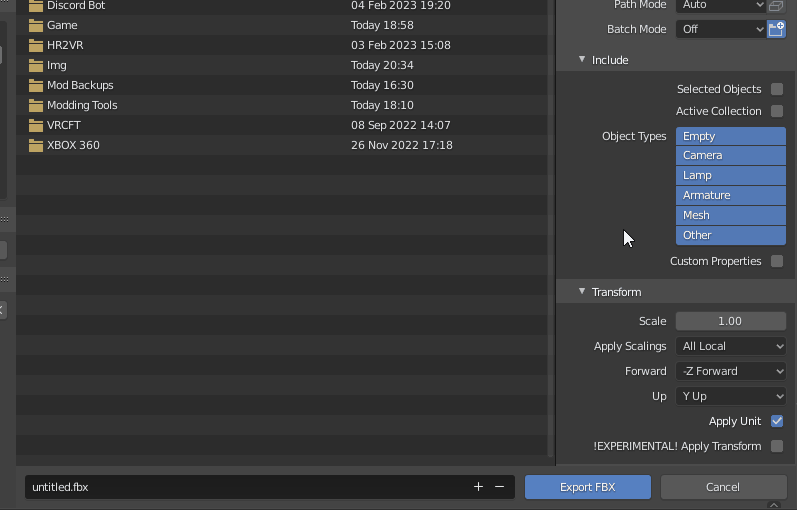 Discord Bot 04 Feb 2023 19:20
Game Today 18:58
HR2VR 03 Feb 2023 15:08
Img Today 20:34
Mod Backups Today 16:30
Modding Tools Today 18:10
VRCFT 08 Sep 2022 14:07
XBOX 360 26 Nov 2022 17:18
Path Mode Auto
Batch Mode Off
Include
Selected Objects
Active Collection
Object Types Empty
Camera
Lamp
Armature
Mesh
Other
Custom Properties
Transform
Scale 1.00
Apply Scalings All Local
Forward -Z Forward
Up Y Up
Apply Unit
!EXPERIMENTAL! Apply Transform
untitled.fbx + − Export FBX Cancel